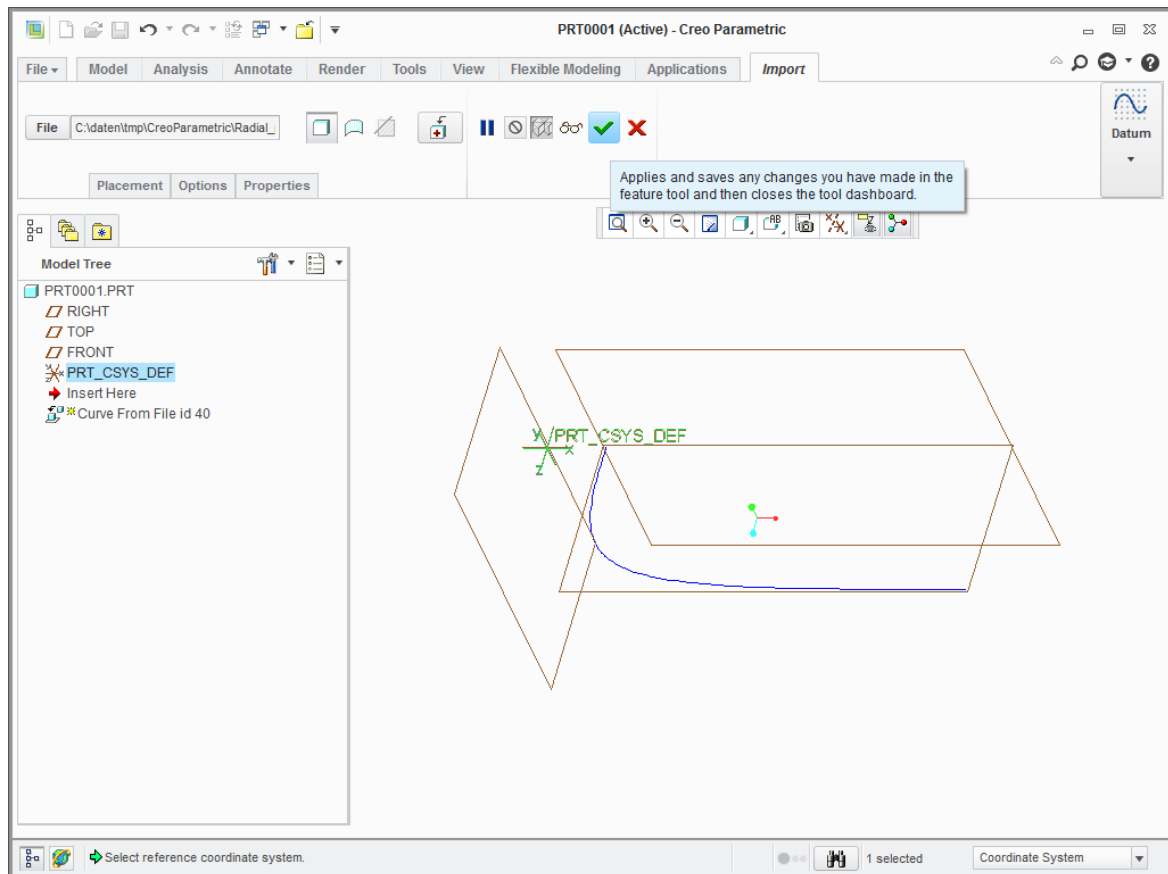 PRT0001 (Active) - Creo Parametric
File Model Analysis Annotate Render Tools View Flexible Modeling Applications Import
File C:\daten\tmp\CreoParametric\Radial_
Datum
Placement Options Properties
Applies and saves any changes you have made in the
feature tool and then closes the tool dashboard.
AB
Model Tree
PRT0001.PRT
RIGHT
TOP
FRONT
PRT_CSYS_DEF
Insert Here
Curve From File id 40
Y PRT_CSYS_DEF
X
Z
Select reference coordinate system.
1 selected
Coordinate System